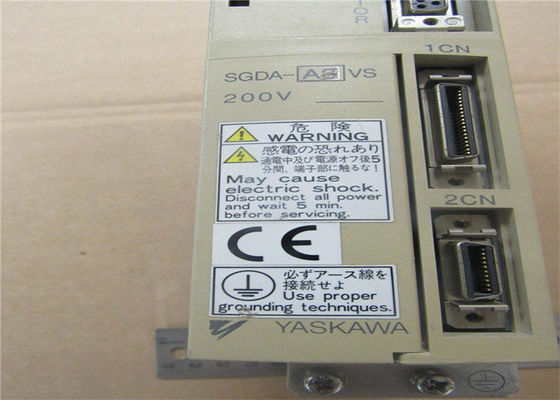 TOR
1CN
SGDA-A3VS
200V
危険
WARNING
感電の恐れあり
通電中及び電源オフ後5
分間、端子部に触るな!
May cause
electric shock.
Disconnect all power
and wait 5 min.
before servicing.
2CN
CE
必ずアース線を
接続せよ
Use proper
grounding techniques.
YASKAWA